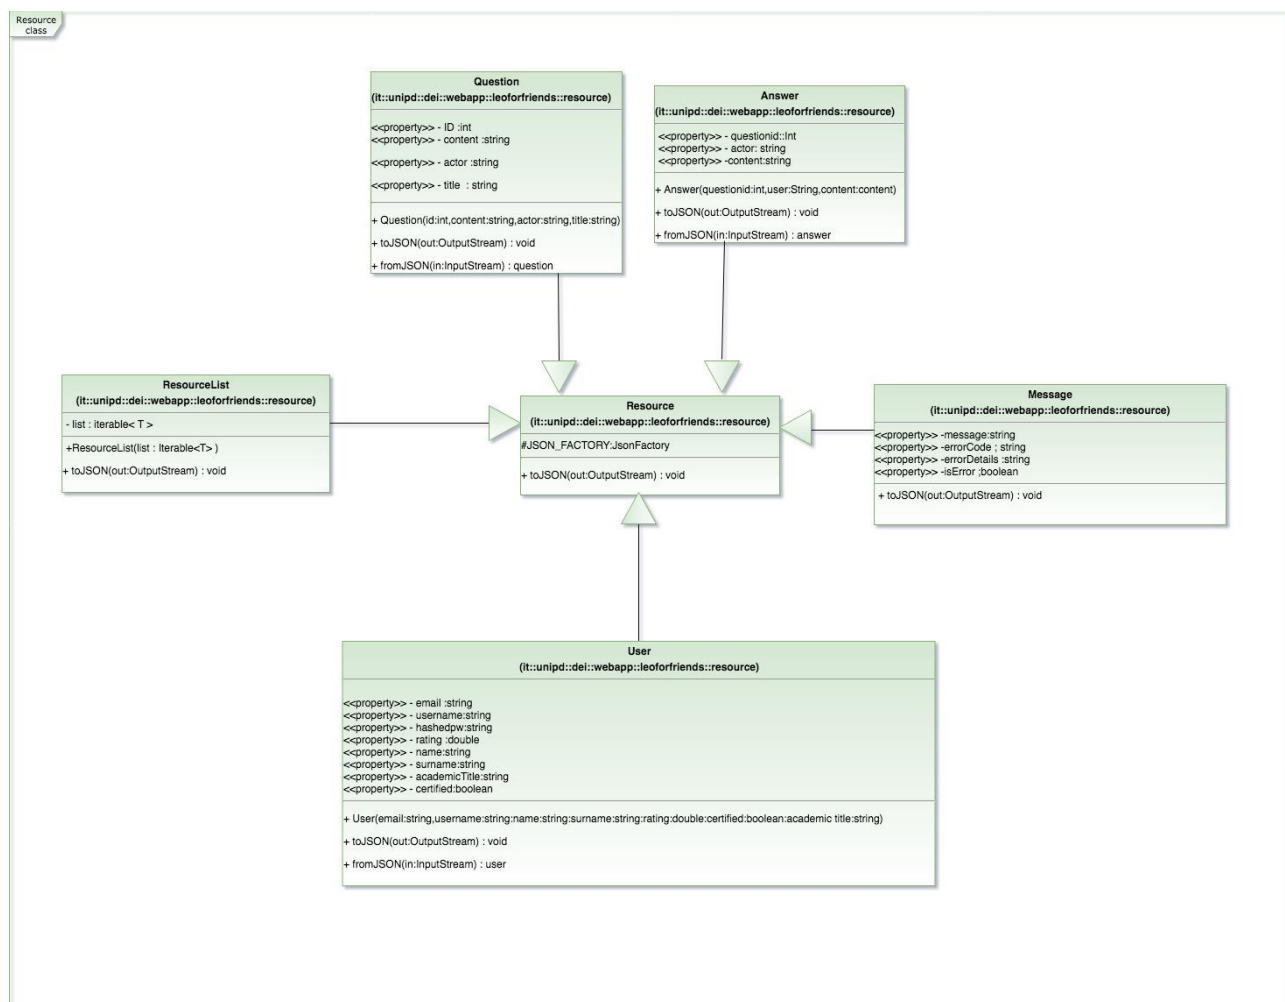 Resource
class
Question
(it::unipd::dei::webapp::leoforfriends::resource)
<<property>> - ID :int
<<property>> - content :string
<<property>> - actor :string
<<property>> - title  : string
+ Question(id:int,content:string,actor:string,title:string)
+ toJSON(out:OutputStream) : void
+ fromJSON(in:InputStream) : question
Answer
(it::unipd::dei::webapp::leoforfriends::resource)
<<property>> - questionid::Int
<<property>> - actor: string
<<property>> -content:string
+ Answer(questionid:int,user:String,content:content)
+ toJSON(out:OutputStream) : void
+ fromJSON(in:InputStream) : answer
ResourceList
(it::unipd::dei::webapp::leoforfriends::resource)
- list : iterable< T >
+ResourceList(list : Iterable<T> )
+ toJSON(out:OutputStream) : void
Resource
(it::unipd::dei::webapp::leoforfriends::resource)
#JSON_FACTORY:JsonFactory
+ toJSON(out:OutputStream) : void
Message
(it::unipd::dei::webapp::leoforfriends::resource)
<<property>> -message:string
<<property>> -errorCode ; string
<<property>> -errorDetails :string
<<property>> -isError ;boolean
+ toJSON(out:OutputStream) : void
User
(it::unipd::dei::webapp::leoforfriends::resource)
<<property>> - email :string
<<property>> - username:string
<<property>> - hashedpw:string
<<property>> - rating :double
<<property>> - name:string
<<property>> - surname:string
<<property>> - academicTitle:string
<<property>> - certified:boolean
+ User(email:string,username:string:name:string:surname:string:rating:double:certified:boolean:academic title:string)
+ toJSON(out:OutputStream) : void
+ fromJSON(in:InputStream) : user